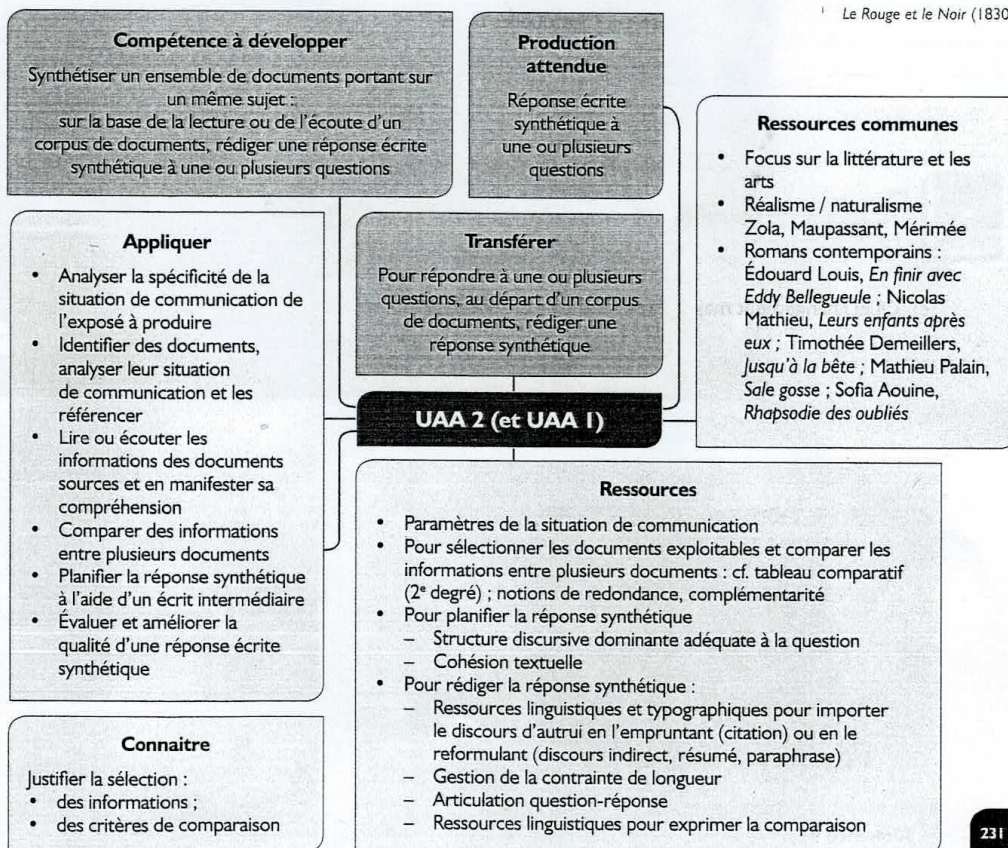 Le Rouge et le Noir (1830
Compétence à développer
Synthétiser un ensemble de documents portant sur
un même sujet :
sur la base de la lecture ou de l'écoute d'un
corpus de documents, rédiger une réponse écrite
synthétique à une ou plusieurs questions
Production
attendue
Réponse écrite
synthétique à
une ou plusieurs
questions
Ressources communes
• Focus sur la littérature et les
arts
• Réalisme / naturalisme
Zola, Maupassant, Mérimée
• Romans contemporains :
Édouard Louis, En finir avec
Eddy Bellegueule ; Nicolas
Mathieu, Leurs enfants après
eux ; Timothée Demeillers,
Jusqu'à la bête ; Mathieu Palain,
Sale gosse ; Sofia Aouine,
Rhapsodie des oubliés
Appliquer
• Analyser la spécificité de la
situation de communication de
l'exposé à produire
• Identifier des documents,
analyser leur situation
de communication et les
référencer
• Lire ou écouter les
informations des documents
sources et en manifester sa
compréhension
• Comparer des informations
entre plusieurs documents
• Planifier la réponse synthétique
à l'aide d'un écrit intermédiaire
• Évaluer et améliorer la
qualité d'une réponse écrite
synthétique
Transférer
Pour répondre à une ou plusieurs
questions, au départ d'un corpus
de documents, rédiger une
réponse synthétique
UAA 2 (et UAA 1)
Ressources
• Paramètres de la situation de communication
• Pour sélectionner les documents exploitables et comparer les
informations entre plusieurs documents : cf. tableau comparatif
(2e degré) ; notions de redondance, complémentarité
• Pour planifier la réponse synthétique
– Structure discursive dominante adéquate à la question
– Cohésion textuelle
• Pour rédiger la réponse synthétique :
– Ressources linguistiques et typographiques pour importer
le discours d'autrui en l'empruntant (citation) ou en le
reformulant (discours indirect, résumé, paraphrase)
– Gestion de la contrainte de longueur
– Articulation question-réponse
– Ressources linguistiques pour exprimer la comparaison
Connaitre
Justifier la sélection :
• des informations ;
• des critères de comparaison
231